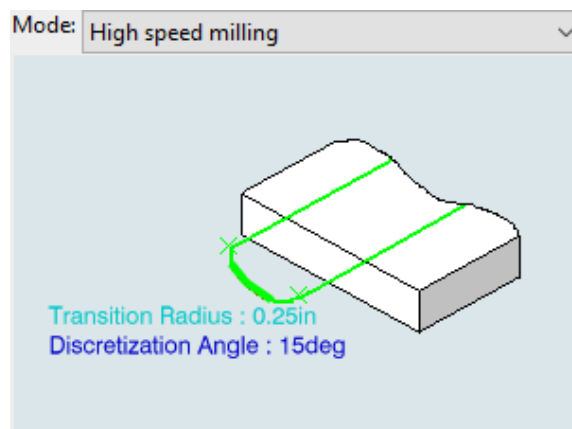 Mode: High speed milling
Transition Radius : 0.25in
Discretization Angle : 15deg